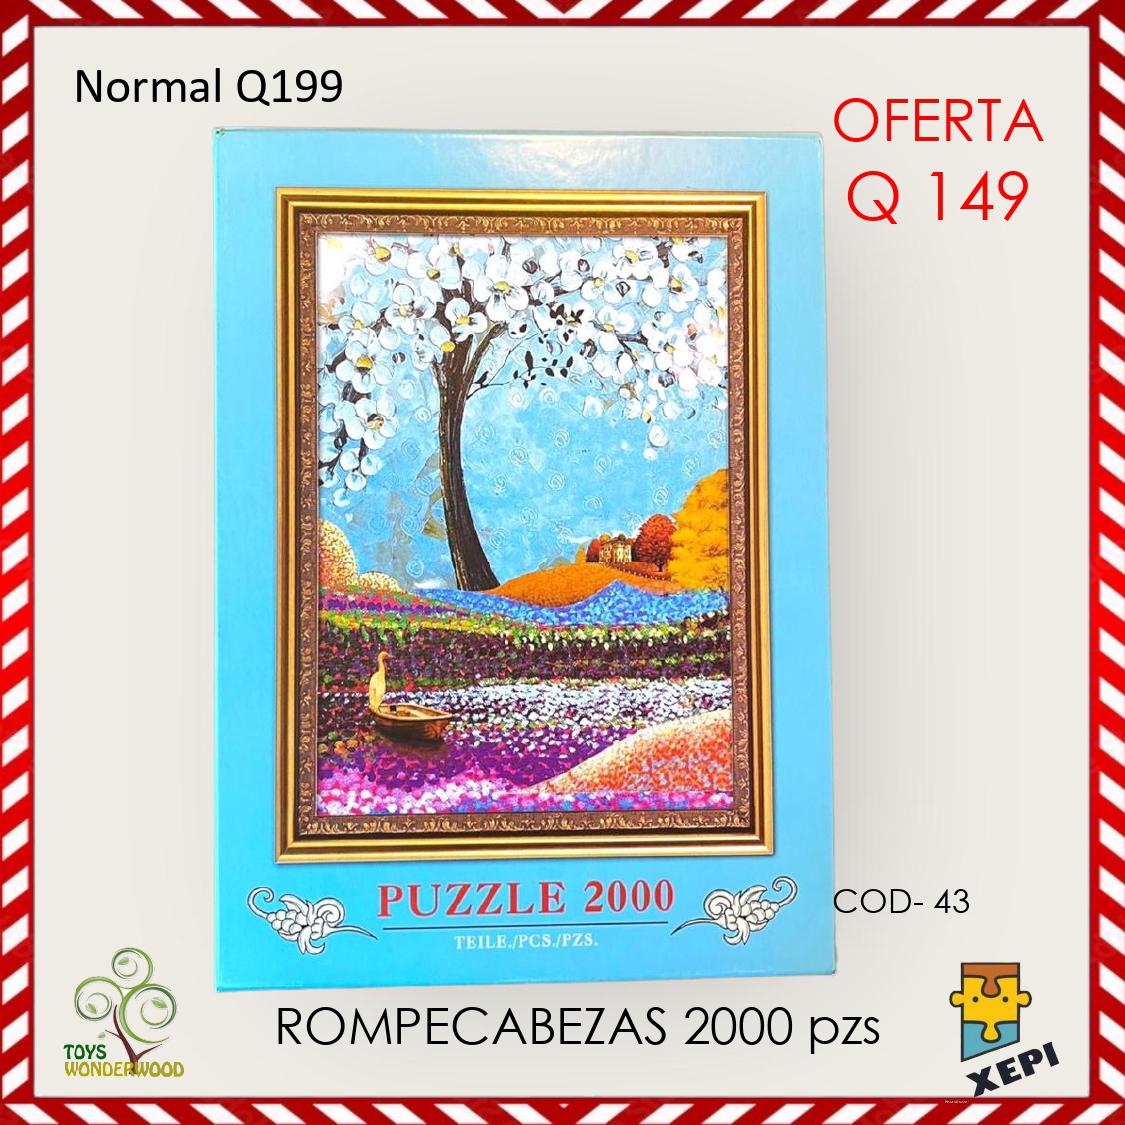 Normal Q199
OFERTA
Q 149
PUZZLE 2000
TEILE./PCS./PZS.
COD- 43
ROMPECABEZAS 2000 pzs
TOYS
WONDERWOOD
XEPI